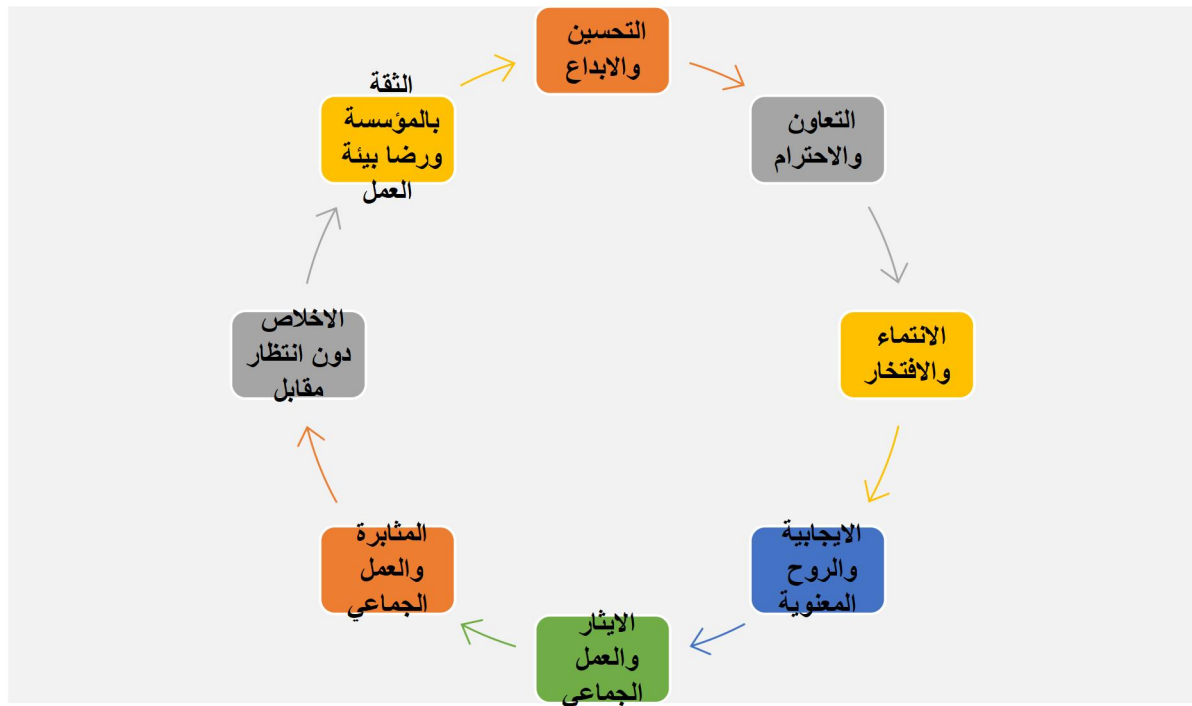 التحسين
والابداع
التعاون
والاحترام
الانتماء
والافتخار
الايجابية
والروح
المعنوية
الايثار
والعمل
الجماعي
المثابرة
والعمل
الجماعي
الاخلاص
دون انتظار
مقابل
الثقة
بالمؤسسة
ورضا بيئة
العمل